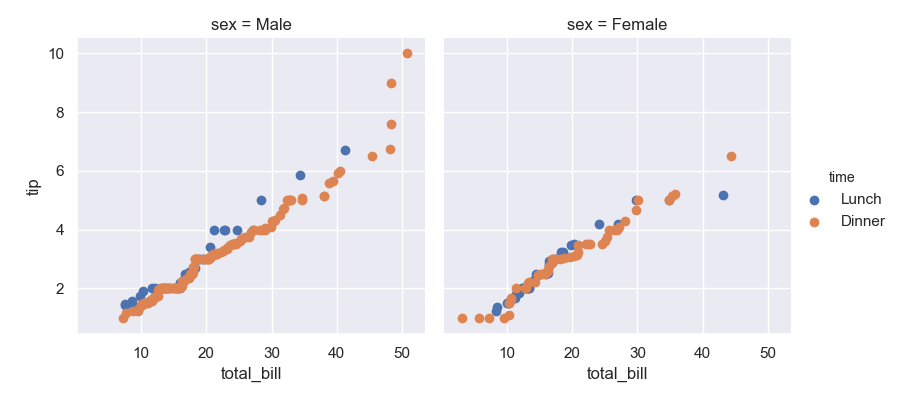 sex = Male
sex = Female
10
8
6
4
2
tip
10 20 30 40 50
10 20 30 40 50
total_bill
total_bill
time
Lunch
Dinner